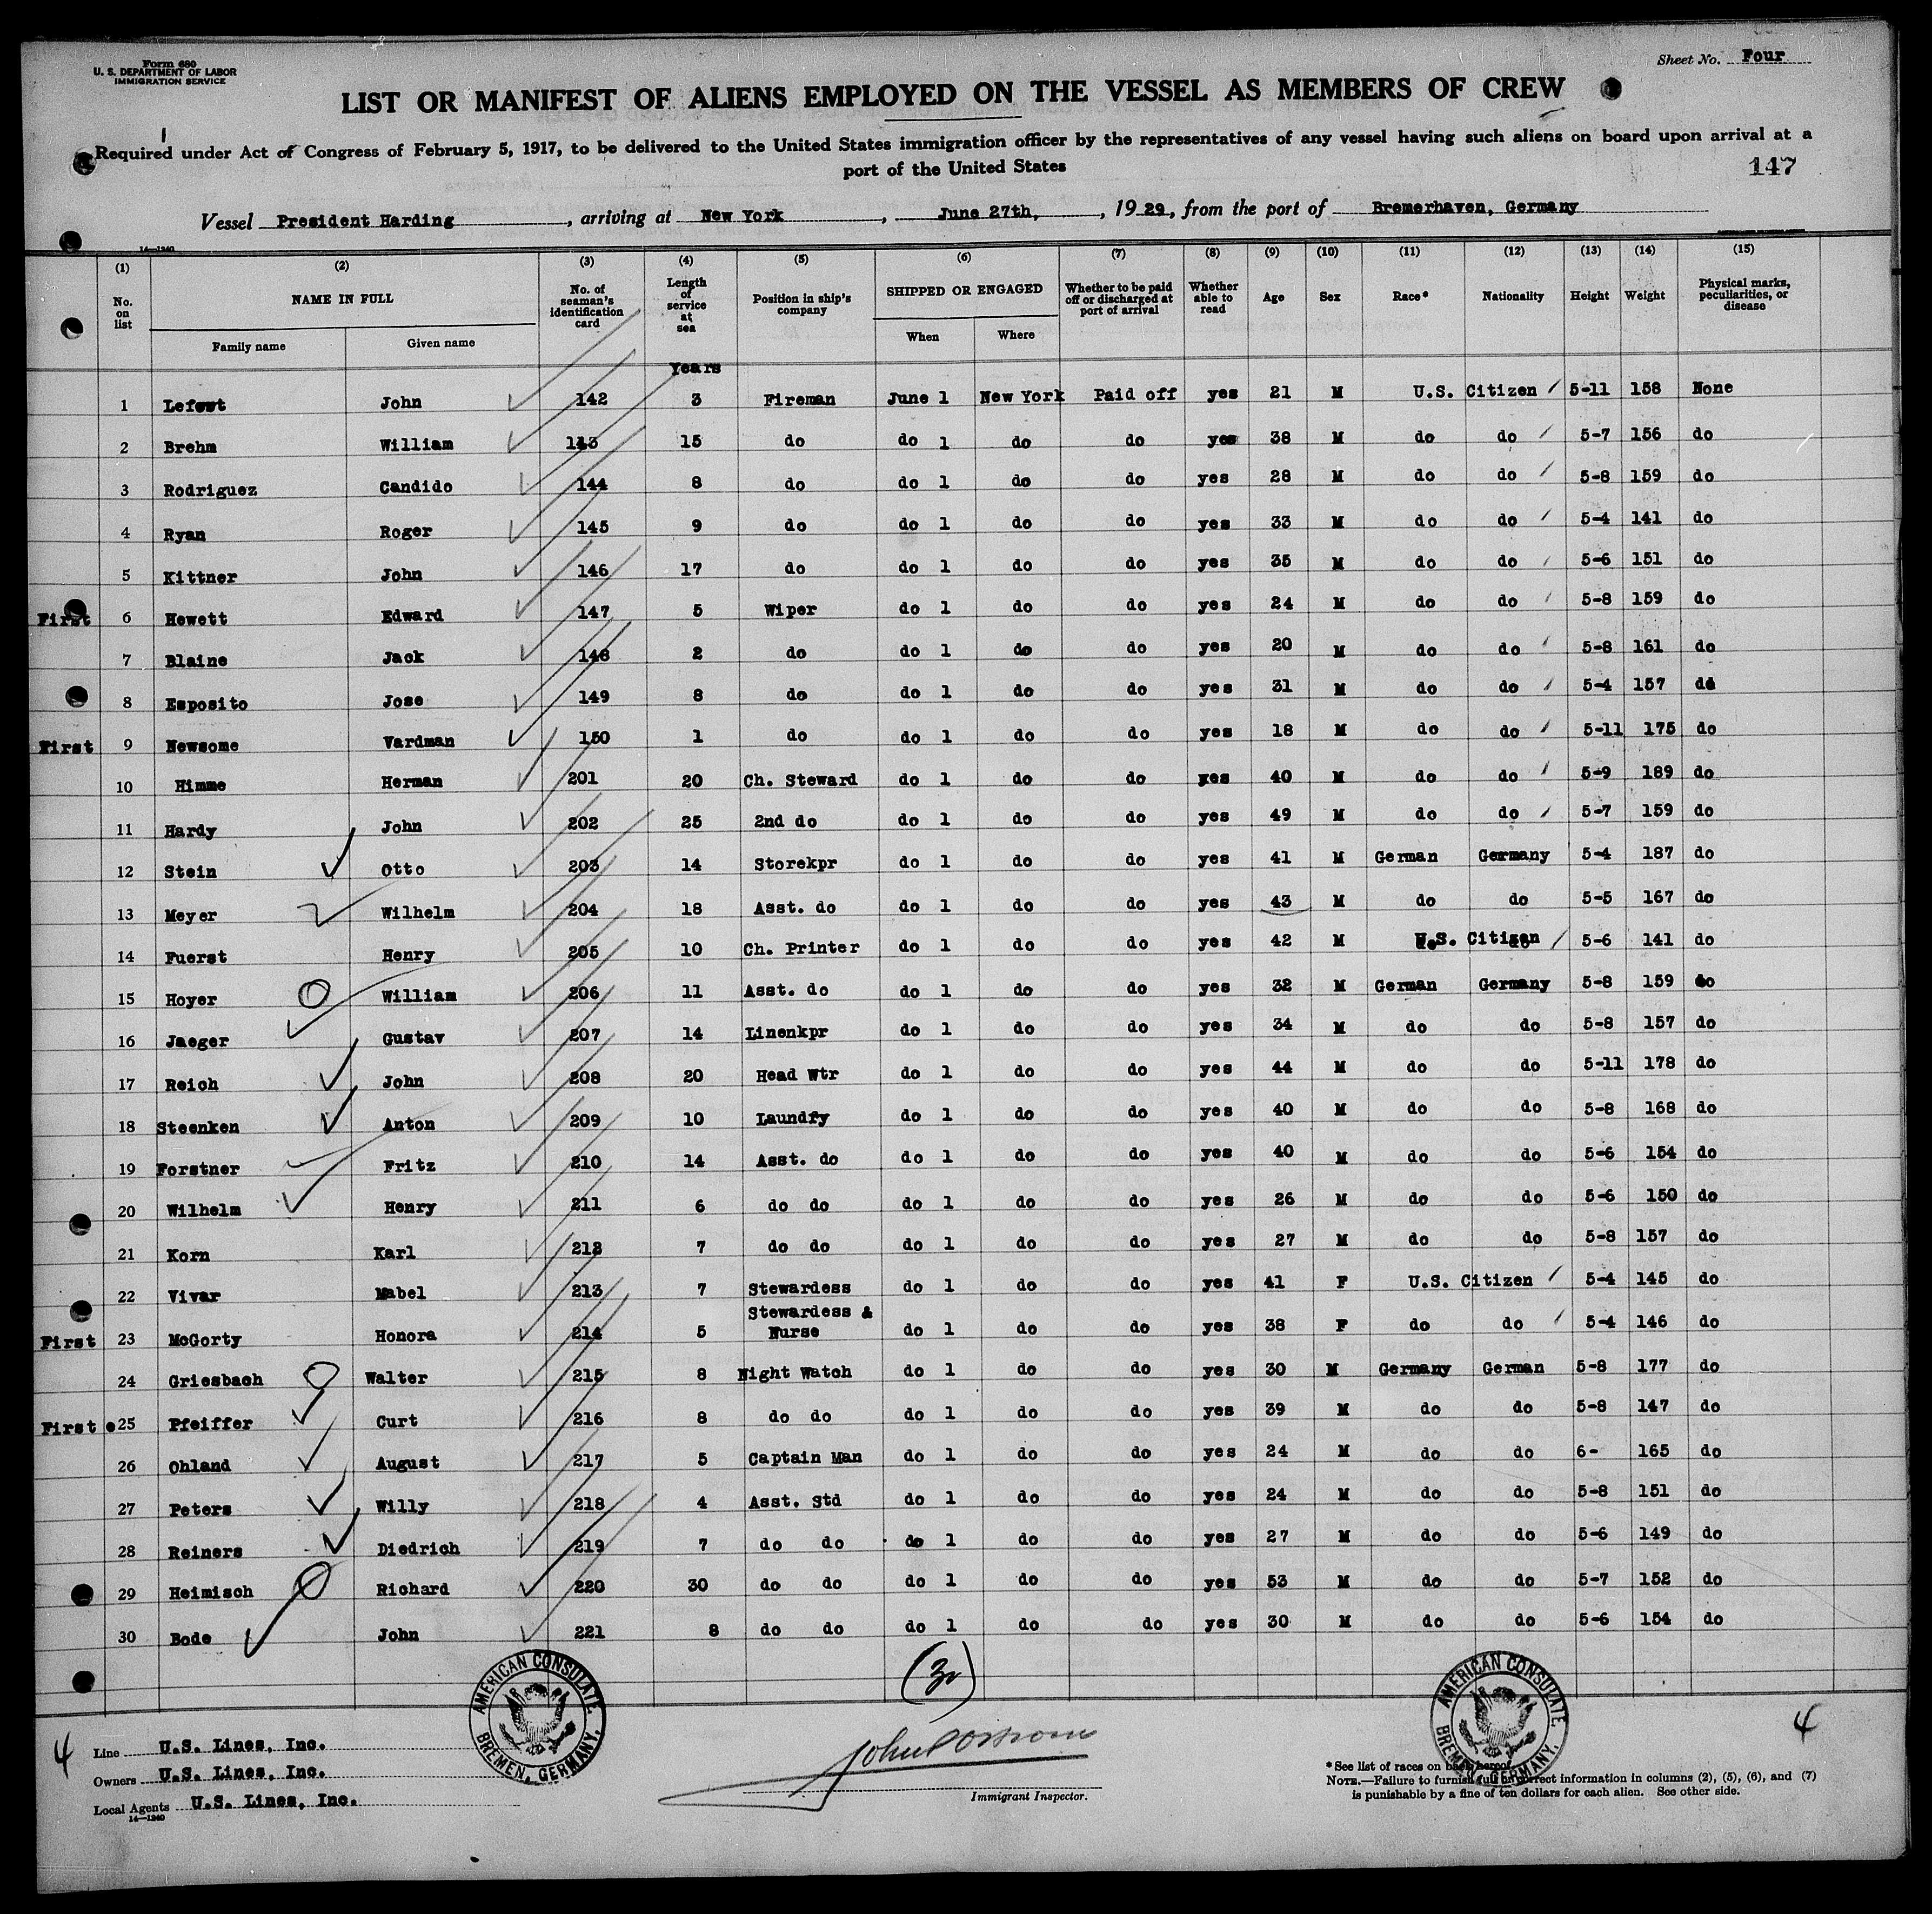 Form 680
U. S. DEPARTMENT OF LABOR
IMMIGRATION SERVICE
Sheet No. Four
LIST OR MANIFEST OF ALIENS EMPLOYED ON THE VESSEL AS MEMBERS OF CREW
Required under Act of Congress of February 5, 1917, to be delivered to the United States immigration officer by the representatives of any vessel having such aliens on board upon arrival at a
port of the United States
147
Vessel President Harding, arriving at New York, June 27th, 1929, from the port of Bremerhaven, Germany
14—1240
(1) (2) (3) (4) (5) (6) (7) (8) (9) (10) (11) (12) (13) (14) (15)
No. on list NAME IN FULL Family name Given name No. of seaman's identification card Length of service at sea Position in ship's company SHIPPED OR ENGAGED When Where Whether to be paid off or discharged at port of arrival Whether able to read Age Sex Race* Nationality Height Weight Physical marks, peculiarities, or disease
Years
1 John 142 3 Fireman June 1 New York Paid off yes 21 M U.S. Citizen 5-11 158 None
2 Brehm William 143 15 do do 1 do do yes 38 M do do 5-7 156 do
3 Rodriguez Candido 144 8 do do 1 do do yes 28 M do do 5-8 159 do
4 Ryan Roger 145 9 do do 1 do do yes 33 M do do 5-4 141 do
5 Kittner John 146 17 do do 1 do do yes 35 M do do 5-6 151 do
First 6 Hewett Edward 147 5 Wiper do 1 do do yes 24 M do do 5-8 159 do
7 Blaine Jack 148 2 do do 1 do do yes 20 M do do 5-8 161 do
8 Esposito Jose 149 8 do do 1 do do yes 31 M do do 5-4 157 do
First 9 Newsome Vardman 150 1 do do 1 do do yes 18 M do do 5-11 175 do
10 Himme Herman 201 20 Ch. Steward do 1 do do yes 40 M do do 5-9 189 do
11 Hardy John 202 25 2nd do do 1 do do yes 49 M do do 5-7 159 do
12 Stein Otto 203 14 Storekpr do 1 do do yes 41 M German Germany 5-4 187 do
13 Meyer Wilhelm 204 18 Asst. do do 1 do do yes 43 M do do 5-5 167 do
14 Fuerst Henry 205 10 Ch. Printer do 1 do do yes 42 M U.S. Citizen 5-6 141 do
15 Hoyer William 206 11 Asst. do do 1 do do yes 32 M German Germany 5-8 159 do
16 Jaeger Gustav 207 14 Linenkpr do 1 do do yes 34 M do do 5-8 157 do
17 Reich John 208 20 Head Wtr do 1 do do yes 44 M do do 5-11 178 do
18 Steenken Anton 209 10 Laundry do 1 do do yes 40 M do do 5-8 168 do
19 Forstner Fritz 210 14 Asst. do do 1 do do yes 40 M do do 5-6 154 do
20 Wilhelm Henry 211 6 do do do 1 do do yes 26 M do do 5-6 150 do
21 Korn Karl 212 7 do do do 1 do do yes 27 M do do 5-8 157 do
22 Vivar Mabel 213 7 Stewardess do 1 do do yes 41 F U.S. Citizen 5-4 145 do
First 23 McGorty Honora 214 5 Stewardess & Nurse do 1 do do yes 38 F do do 5-4 146 do
24 Griesbach Walter 215 8 Night Watch do 1 do do yes 30 M Germany German 5-8 177 do
First 25 Pfeiffer Curt 216 8 do do do 1 do do yes 39 M do do 5-8 147 do
26 Ohland August 217 5 Captain Man do 1 do do yes 24 M do do 6- 165 do
27 Peters Willy 218 4 Asst. Std do 1 do do yes 24 M do do 5-8 151 do
28 Reiners Diedrich 219 7 do do do 1 do do yes 27 M do do 5-6 149 do
29 Heimisch Richard 220 30 do do do 1 do do yes 53 M do do 5-7 152 do
30 Bode John 221 8 do do do 1 do do yes 30 M do do 5-6 154 do
AMERICAN CONSULATE. BREMEN, GERMANY.
(30)
AMERICAN CONSULATE. BREMEN, GERMANY.
4
4
Line U.S. Lines, Inc.
Owners U.S. Lines, Inc.
Local Agents U.S. Lines, Inc.
14—1240
Immigrant Inspector.
* See list of races on back hereof.
NOTE.—Failure to furnish full or correct information in columns (2), (5), (6), and (7)
is punishable by a fine of ten dollars for each alien. See other side.